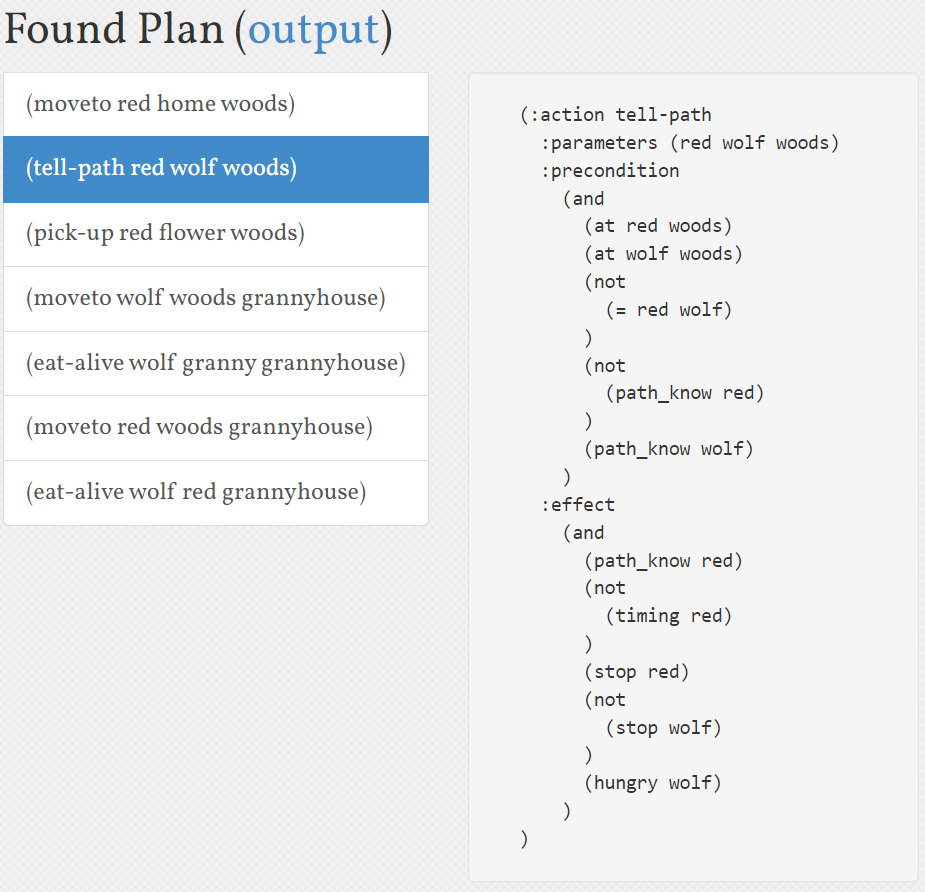 Found Plan (output)
(moveto red home woods)
(tell-path red wolf woods)
(pick-up red flower woods)
(moveto wolf woods grannyhouse)
(eat-alive wolf granny grannyhouse)
(moveto red woods grannyhouse)
(eat-alive wolf red grannyhouse)
(:action tell-path
  :parameters (red wolf woods)
  :precondition
    (and
      (at red woods)
      (at wolf woods)
      (not
        (= red wolf)
      )
      (not
        (path_know red)
      )
      (path_know wolf)
    )
  :effect
    (and
      (path_know red)
      (not
        (timing red)
      )
      (stop red)
      (not
        (stop wolf)
      )
      (hungry wolf)
    )
)